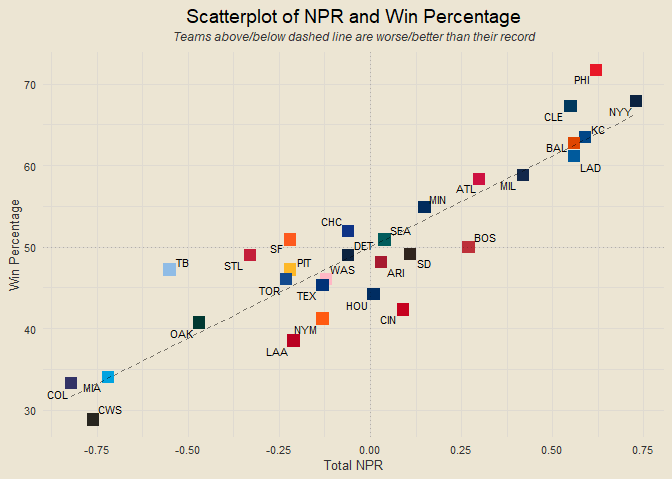 Scatterplot of NPR and Win Percentage
Teams above/below dashed line are worse/better than their record
Win Percentage
70
60
50
40
30
PHI
NYY
CLE
KC
BAL
LAD
ATL
MIL
MIN
CHC
SEA
BOS
SF
DET
TB
STL
PIT
WAS
ARI
SD
TOR
TEX
HOU
CIN
OAK
NYM
LAA
COL
MIA
CWS
-0.75
-0.50
-0.25
0.00
0.25
0.50
0.75
Total NPR